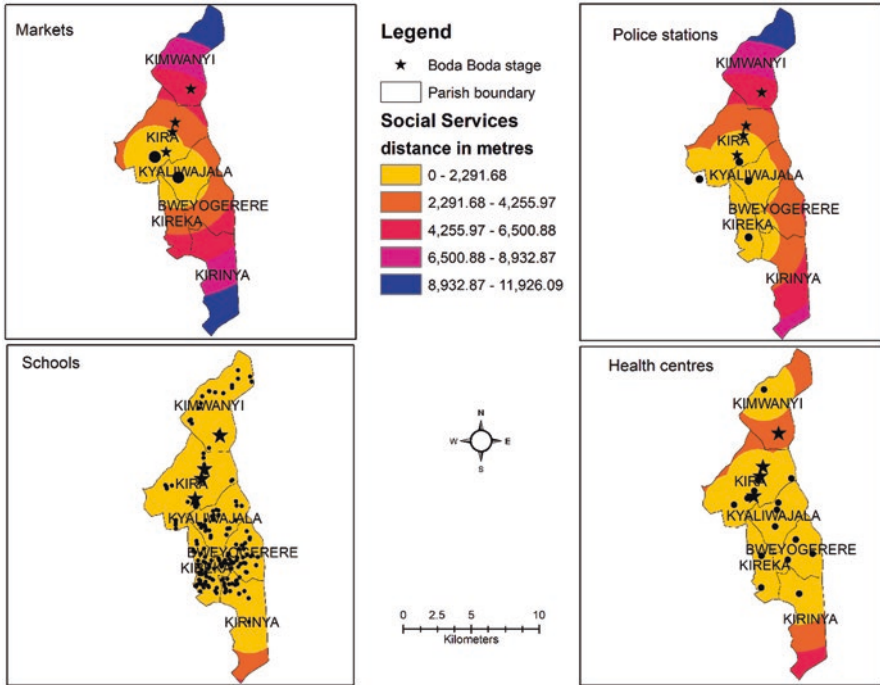 Markets
KIMWANYI
KIRA
KYALIWAJALA
BWEYOGERERE
KIREKA
KIRINYA
Legend
Boda Boda stage
Parish boundary
Social Services
distance in metres
0 - 2,291.68
2,291.68 - 4,255.97
4,255.97 - 6,500.88
6,500.88 - 8,932.87
8,932.87 - 11,926.09
Police stations
KIMWANYI
KIRA
KYALIWAJALA
BWEYOGERERE
KIREKA
KIRINYA
Schools
KIMWANYI
KIRA
KYALIWAJALA
BWEYOGERERE
KIREKA
KIRINYA
N
W E
S
0 2.5 5 10
Kilometers
Health centres
KIMWANYI
KIRA
KYALIWAJALA
BWEYOGERERE
KIREKA
KIRINYA